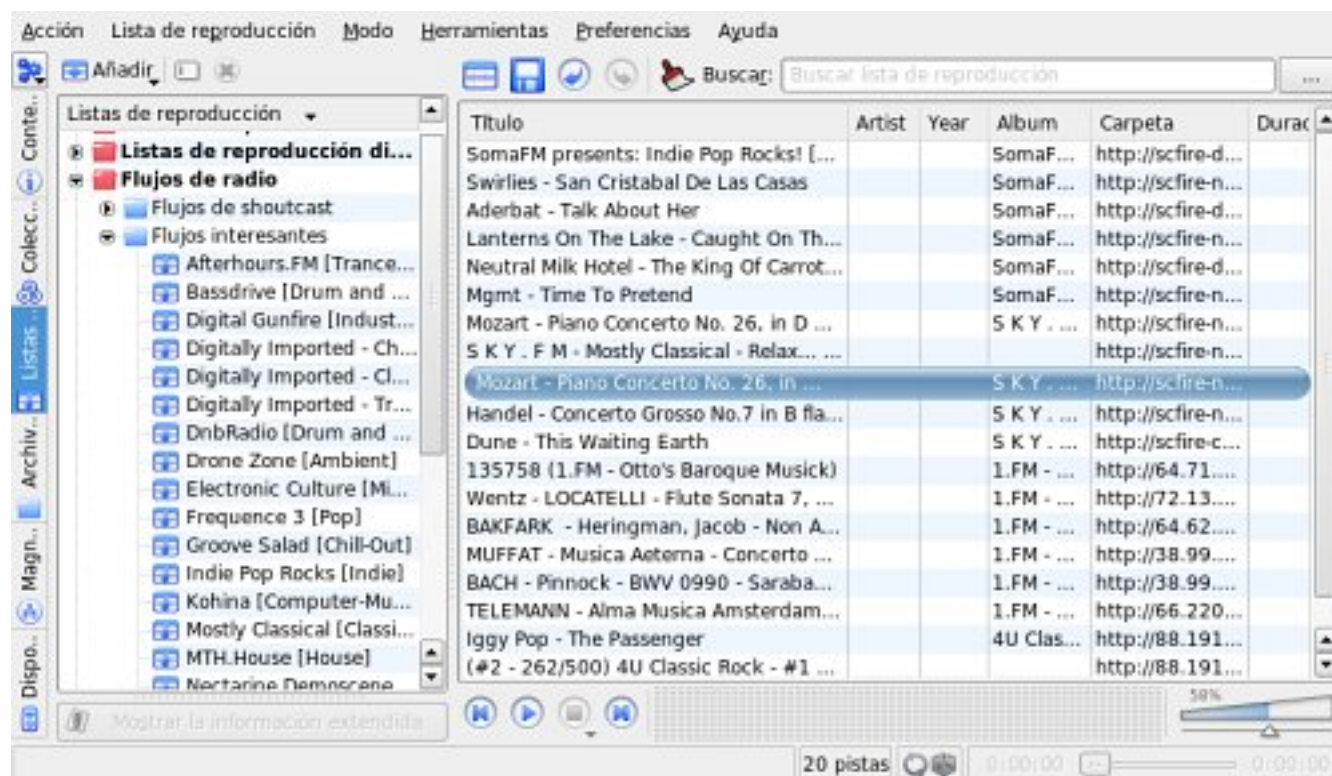 Acción Lista de reproducción Modo Herramientas Preferencias Ayuda
Añadir
Buscar: Buscar lista de reproducción ...
Conte...
Colecc...
Listas ...
Archiv...
Magn...
Dispo...
Listas de reproducción
Listas de reproducción di...
Flujos de radio
Flujos de shoutcast
Flujos interesantes
Afterhours.FM [Trance...
Bassdrive [Drum and ...
Digital Gunfire [Indust...
Digitally Imported - Ch...
Digitally Imported - Cl...
Digitally Imported - Tr...
DnbRadio [Drum and ...
Drone Zone [Ambient]
Electronic Culture [Mi...
Frequence 3 [Pop]
Groove Salad [Chill-Out]
Indie Pop Rocks [Indie]
Kohina [Computer-Mu...
Mostly Classical [Classi...
MTH.House [House]
Nectarine Demoscene
Mostrar la información extendida
Título Artist Year Album Carpeta Durac
SomaFM presents: Indie Pop Rocks! [... SomaF... http://scfire-d...
Swirlies - San Cristabal De Las Casas SomaF... http://scfire-n...
Aderbat - Talk About Her SomaF... http://scfire-d...
Lanterns On The Lake - Caught On Th... SomaF... http://scfire-n...
Neutral Milk Hotel - The King Of Carrot... SomaF... http://scfire-d...
Mgmt - Time To Pretend SomaF... http://scfire-n...
Mozart - Piano Concerto No. 26, in D ... S K Y . ... http://scfire-n...
S K Y . F M - Mostly Classical - Relax... ... http://scfire-n...
Mozart - Piano Concerto No. 26, in ... S K Y . ... http://scfire-n...
Handel - Concerto Grosso No.7 in B fla... S K Y . ... http://scfire-n...
Dune - This Waiting Earth S K Y . ... http://scfire-c...
135758 (1.FM - Otto's Baroque Musick) 1.FM - ... http://64.71....
Wentz - LOCATELLI - Flute Sonata 7, ... 1.FM - ... http://72.13....
BAKFARK - Heringman, Jacob - Non A... 1.FM - ... http://64.62....
MUFFAT - Musica Aeterna - Concerto ... 1.FM - ... http://38.99....
BACH - Pinnock - BWV 0990 - Saraba... 1.FM - ... http://38.99....
TELEMANN - Alma Musica Amsterdam... 1.FM - ... http://66.220....
Iggy Pop - The Passenger 4U Clas... http://88.191....
(#2 - 262/500) 4U Classic Rock - #1 ... http://88.191....
58%
20 pistas 0:00:00 0:00:00